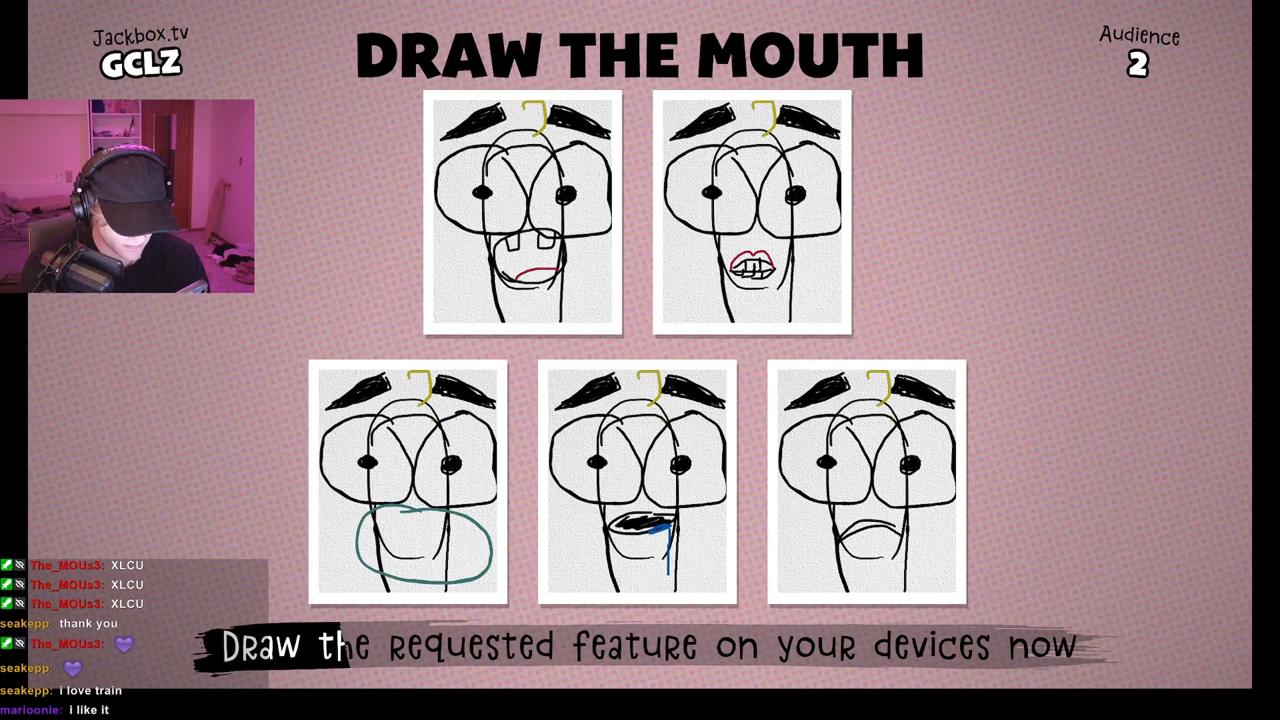 Jackbox.tv
GCLZ
DRAW THE MOUTH
Audience
2
The_MOUs3: XLCU
The_MOUs3: XLCU
The_MOUs3: XLCU
seakepp: thank you
The_MOUs3: 💜
seakepp: 💜
seakepp: i love train
marioonie: i like it
Draw the requested feature on your devices now